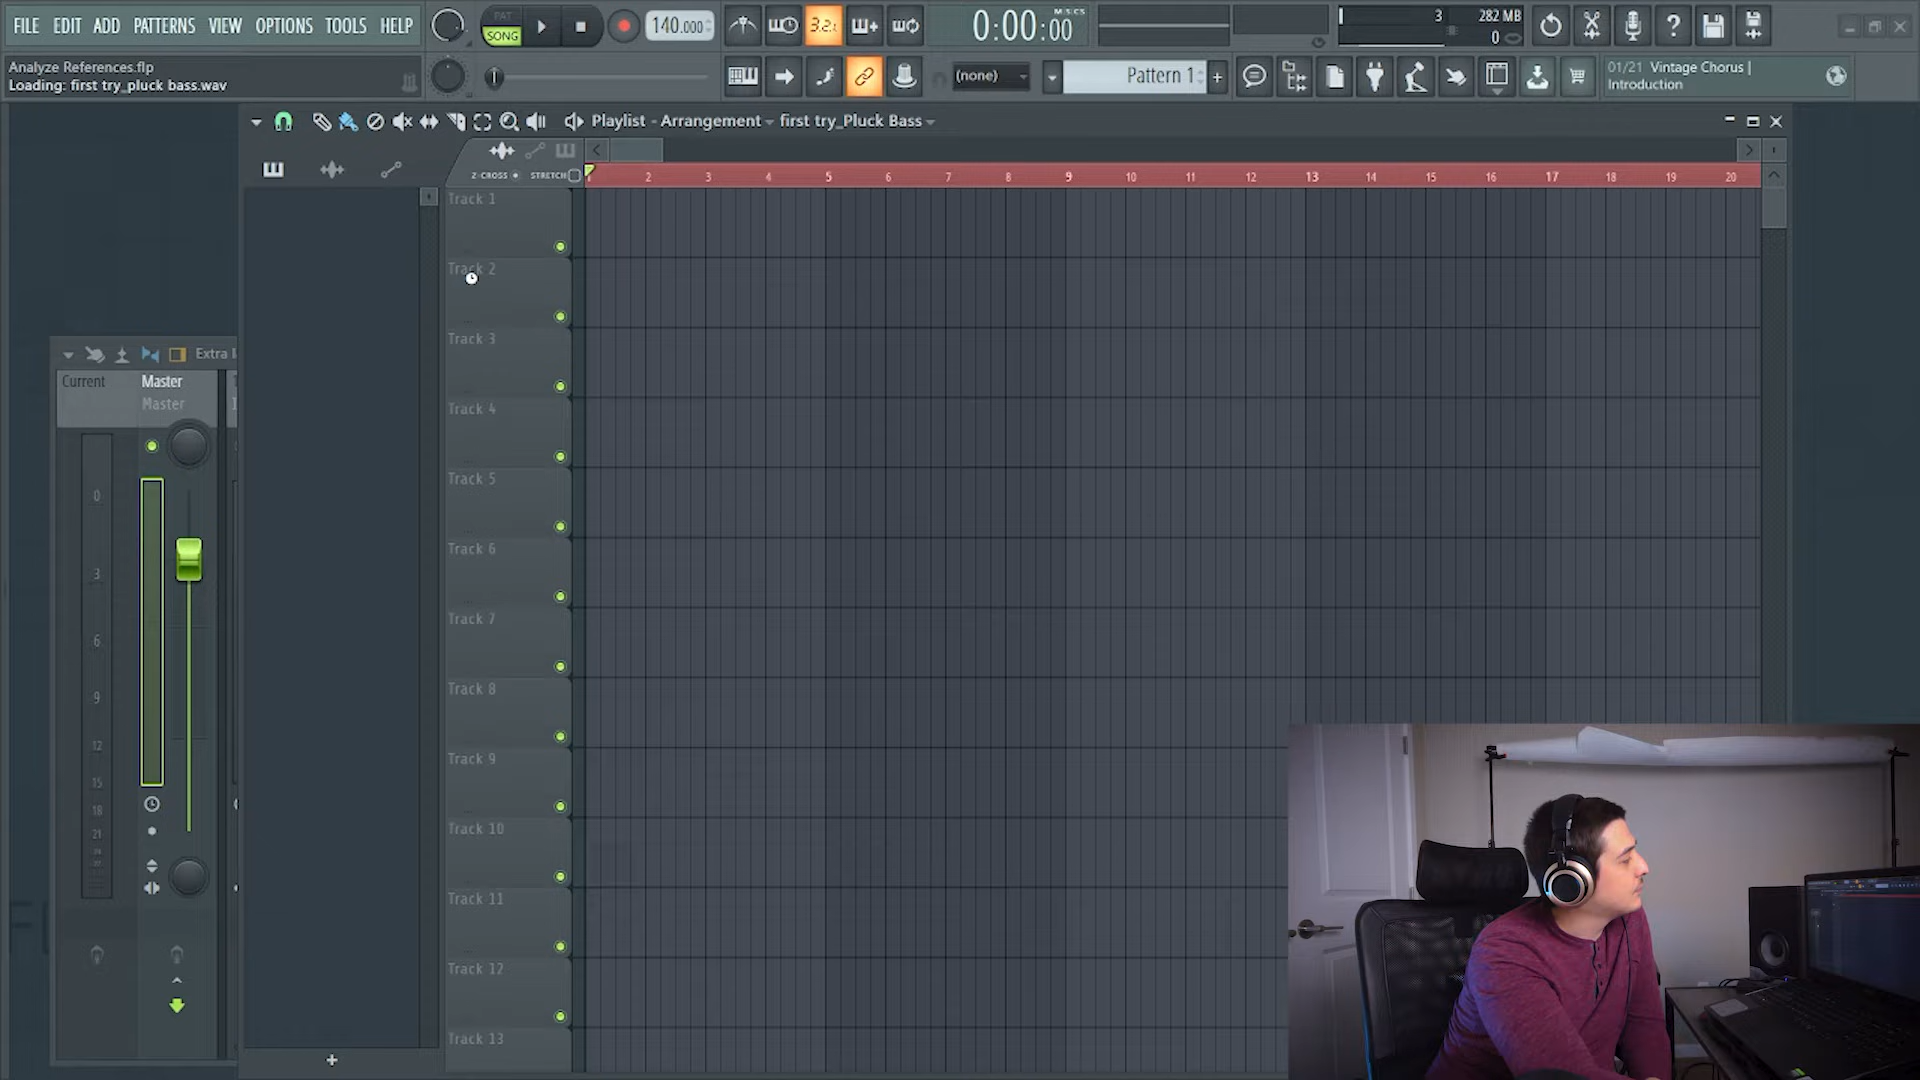 FILE EDIT ADD PATTERNS VIEW OPTIONS TOOLS HELP
PAT
SONG
140.000
3.2.1
0:00:00
M:S:CS
3
282 MB
0
Analyze References.flp
Loading: first try_pluck bass.wav
(none)
Pattern 1
01/21 Vintage Chorus |
Introduction
Playlist - Arrangement first try_Pluck Bass
Z-CROSS STRETCH
2 3 4 5 6 7 8 9 10 11 12 13 14 15 16 17 18 19 20
Track 1
Track 2
Track 3
Track 4
Track 5
Track 6
Track 7
Track 8
Track 9
Track 10
Track 11
Track 12
Track 13
Extra
Current Master
Master
0
3
6
9
12
15
18
21